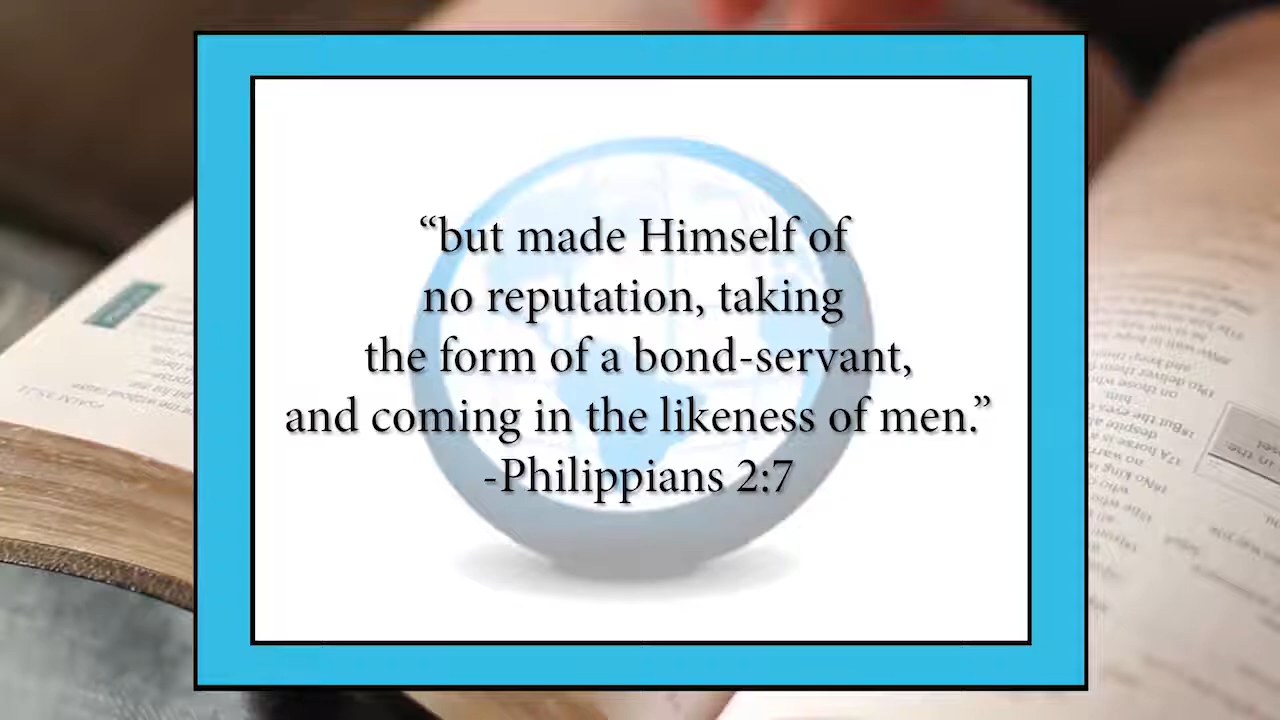 “but made Himself of
no reputation, taking
the form of a bond-servant,
and coming in the likeness of men.”
-Philippians 2:7